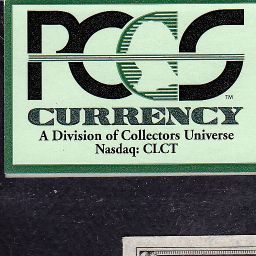 PCGS
TM
CURRENCY
A Division of Collectors Universe
Nasdaq: CLCT